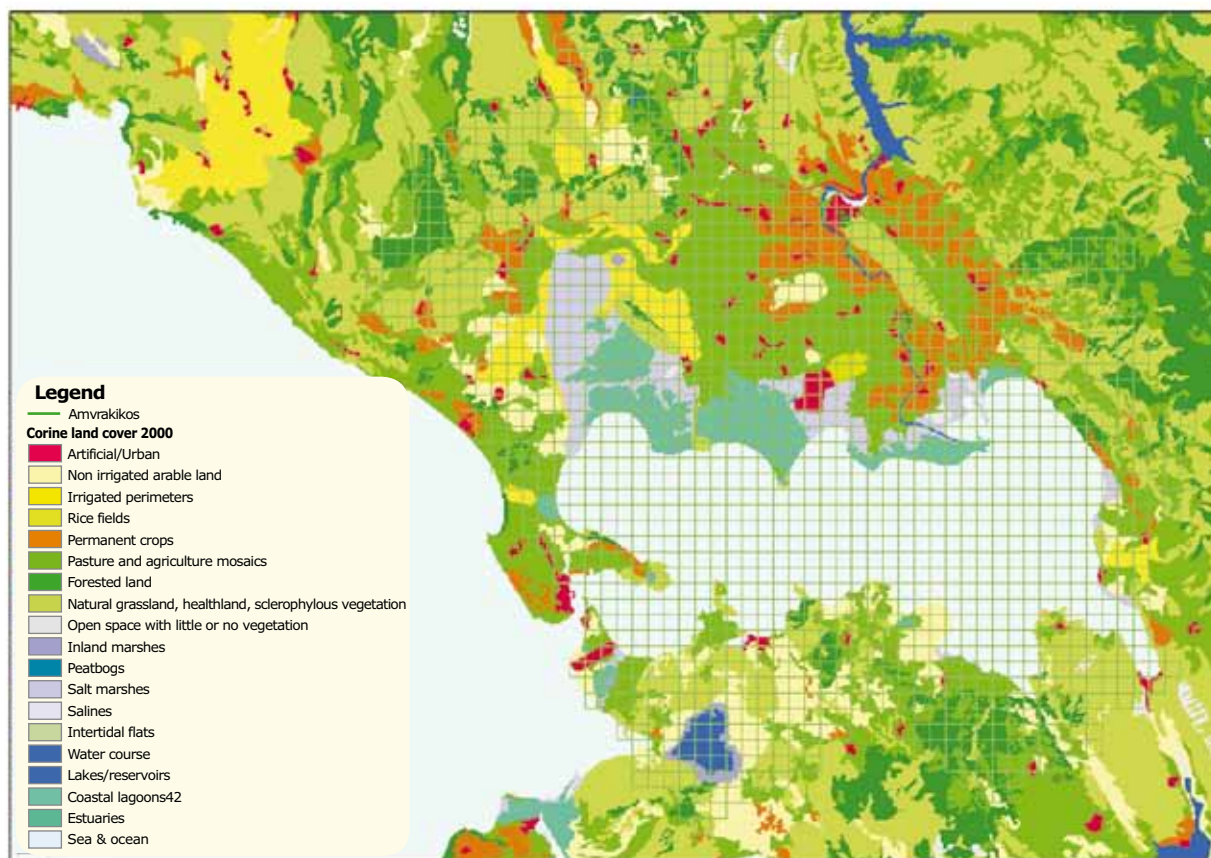 Legend
Amvrakikos
Corine land cover 2000
Artificial/Urban
Non irrigated arable land
Irrigated perimeters
Rice fields
Permanent crops
Pasture and agriculture mosaics
Forested land
Natural grassland, healthland, sclerophylous vegetation
Open space with little or no vegetation
Inland marshes
Peatbogs
Salt marshes
Salines
Intertidal flats
Water course
Lakes/reservoirs
Coastal lagoons42
Estuaries
Sea & ocean